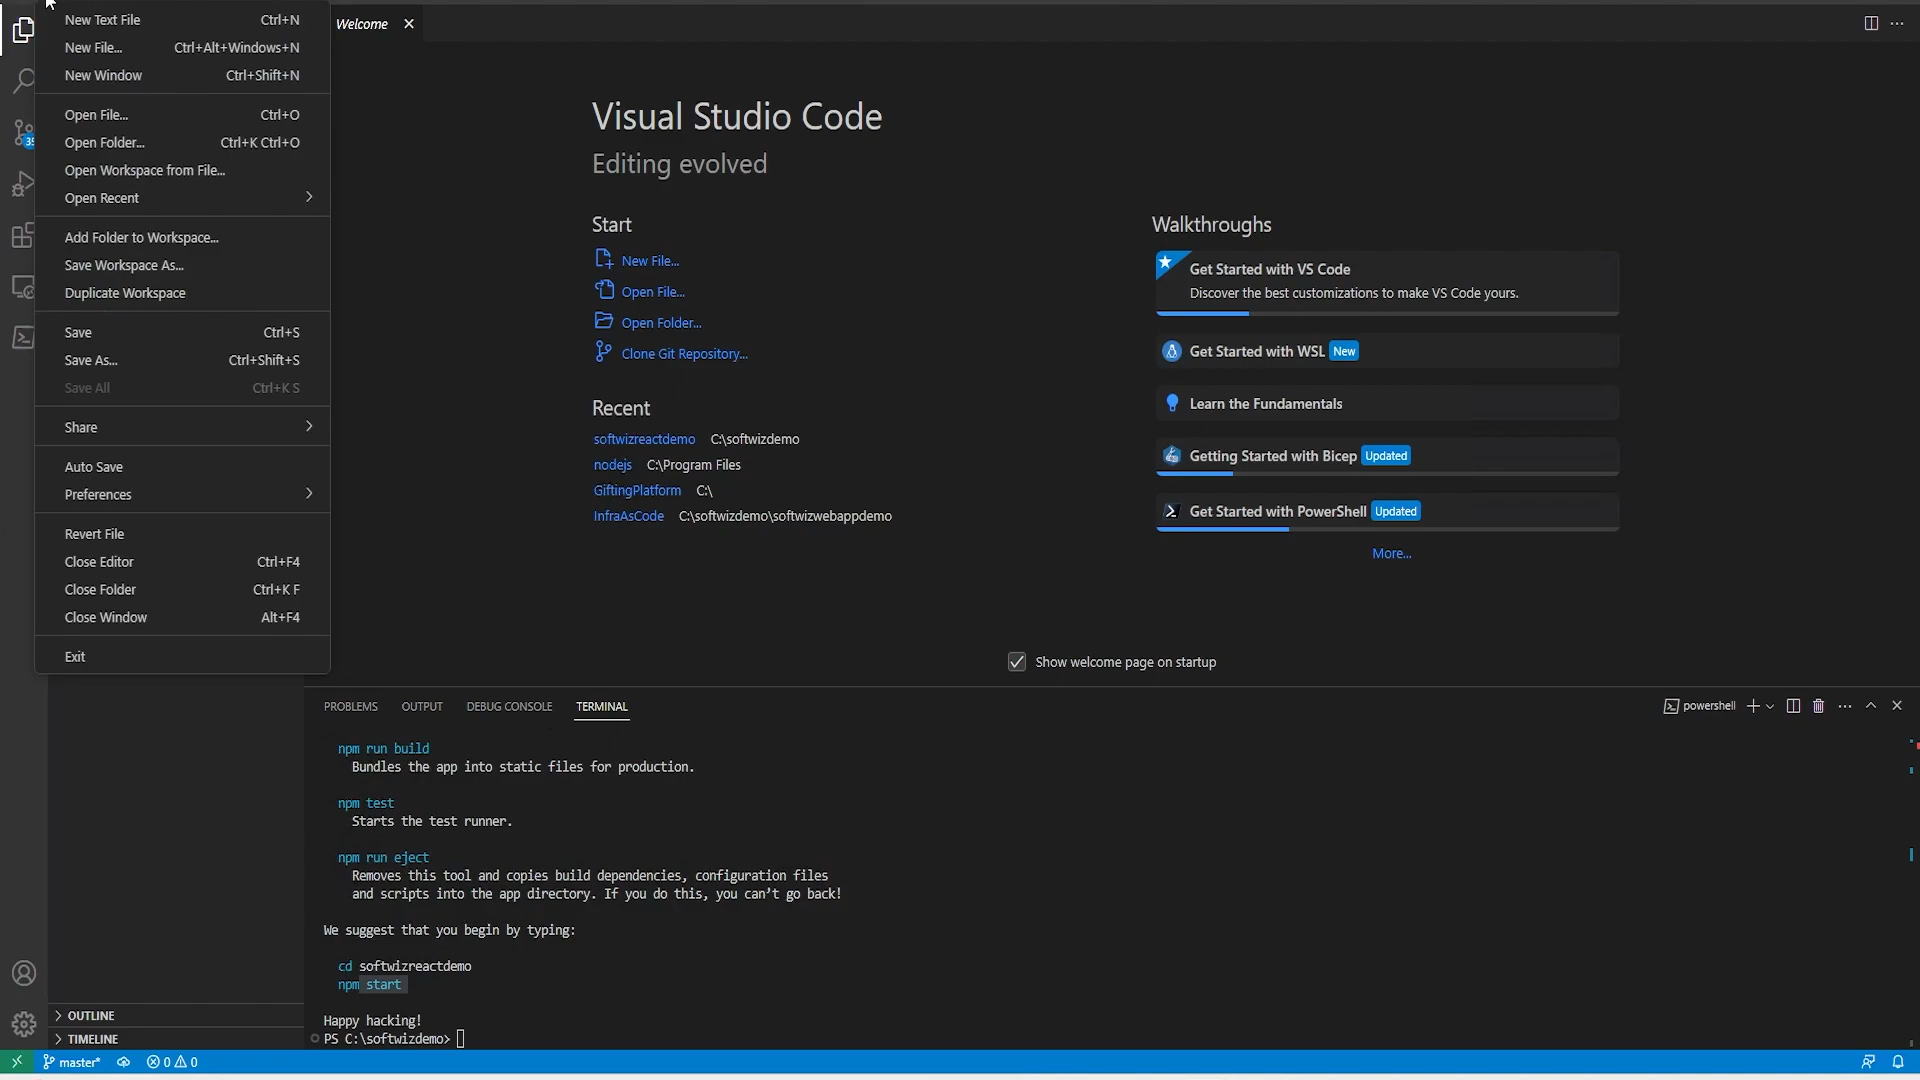 New Text File Ctrl+N
New File... Ctrl+Alt+Windows+N
New Window Ctrl+Shift+N
Open File... Ctrl+O
Open Folder... Ctrl+K Ctrl+O
Open Workspace from File...
Open Recent
Add Folder to Workspace...
Save Workspace As...
Duplicate Workspace
Save Ctrl+S
Save As... Ctrl+Shift+S
Save All Ctrl+K S
Share
Auto Save
Preferences
Revert File
Close Editor Ctrl+F4
Close Folder Ctrl+K F
Close Window Alt+F4
Exit
Welcome
Visual Studio Code
Editing evolved
Start
New File...
Open File...
Open Folder...
Clone Git Repository...
Recent
softwizreactdemo C:\softwizdemo
nodejs C:\Program Files
GiftingPlatform C:\
InfraAsCode C:\softwizdemo\softwizwebappdemo
Walkthroughs
Get Started with VS Code
Discover the best customizations to make VS Code yours.
Get Started with WSL New
Learn the Fundamentals
Getting Started with Bicep Updated
Get Started with PowerShell Updated
More...
Show welcome page on startup
PROBLEMS OUTPUT DEBUG CONSOLE TERMINAL
powershell
npm run build
Bundles the app into static files for production.
npm test
Starts the test runner.
npm run eject
Removes this tool and copies build dependencies, configuration files
and scripts into the app directory. If you do this, you can’t go back!
We suggest that you begin by typing:
cd softwizreactdemo
npm start
Happy hacking!
PS C:\softwizdemo>
OUTLINE
TIMELINE
master* 0 0